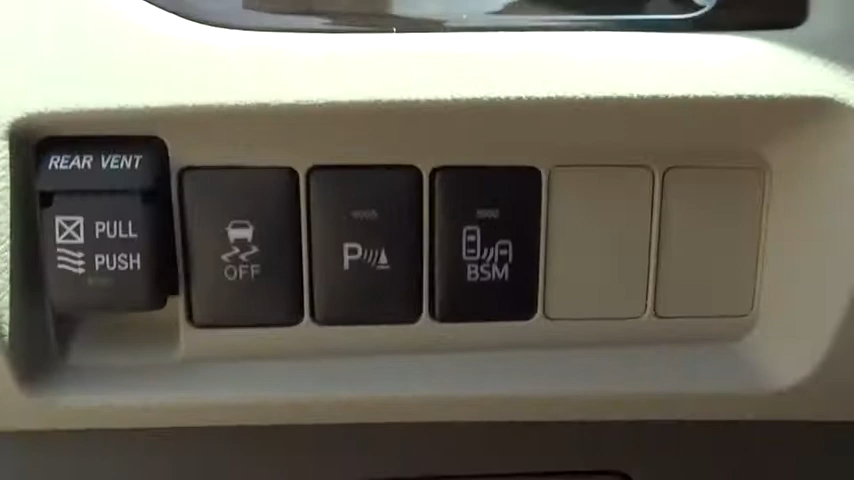 REAR VENT
PULL
PUSH
OFF
P
BSM